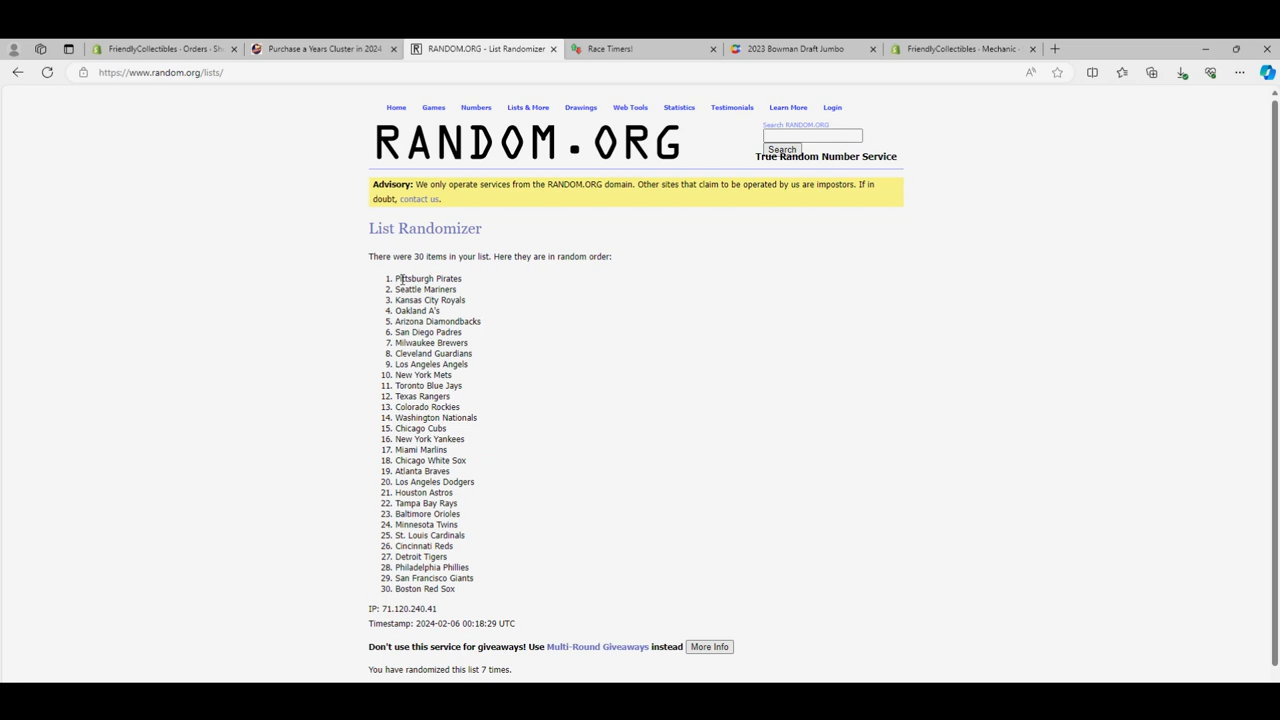 FriendlyCollectibles · Orders · Sh
Purchase a Years Cluster in 2024
RANDOM.ORG - List Randomizer
Race Timers!
2023 Bowman Draft Jumbo
FriendlyCollectibles · Mechanic ·
https://www.random.org/lists/
Home Games Numbers Lists & More Drawings Web Tools Statistics Testimonials Learn More Login
Search RANDOM.ORG
RANDOM.ORG
Search
True Random Number Service
Advisory: We only operate services from the RANDOM.ORG domain. Other sites that claim to be operated by us are impostors. If in
doubt, contact us.
List Randomizer
There were 30 items in your list. Here they are in random order:
1. Pittsburgh Pirates
2. Seattle Mariners
3. Kansas City Royals
4. Oakland A's
5. Arizona Diamondbacks
6. San Diego Padres
7. Milwaukee Brewers
8. Cleveland Guardians
9. Los Angeles Angels
10. New York Mets
11. Toronto Blue Jays
12. Texas Rangers
13. Colorado Rockies
14. Washington Nationals
15. Chicago Cubs
16. New York Yankees
17. Miami Marlins
18. Chicago White Sox
19. Atlanta Braves
20. Los Angeles Dodgers
21. Houston Astros
22. Tampa Bay Rays
23. Baltimore Orioles
24. Minnesota Twins
25. St. Louis Cardinals
26. Cincinnati Reds
27. Detroit Tigers
28. Philadelphia Phillies
29. San Francisco Giants
30. Boston Red Sox
IP: 71.120.240.41
Timestamp: 2024-02-06 00:18:29 UTC
Don't use this service for giveaways! Use Multi-Round Giveaways instead More Info
You have randomized this list 7 times.